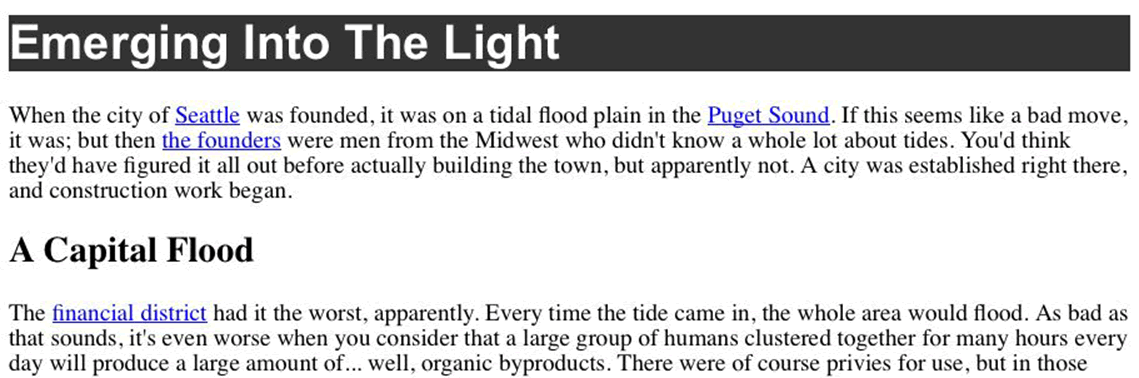 Emerging Into The Light
When the city of Seattle was founded, it was on a tidal flood plain in the Puget Sound. If this seems like a bad move,
it was; but then the founders were men from the Midwest who didn't know a whole lot about tides. You'd think
they'd have figured it all out before actually building the town, but apparently not. A city was established right there,
and construction work began.
A Capital Flood
The financial district had it the worst, apparently. Every time the tide came in, the whole area would flood. As bad as
that sounds, it's even worse when you consider that a large group of humans clustered together for many hours every
day will produce a large amount of... well, organic byproducts. There were of course privies for use, but in those